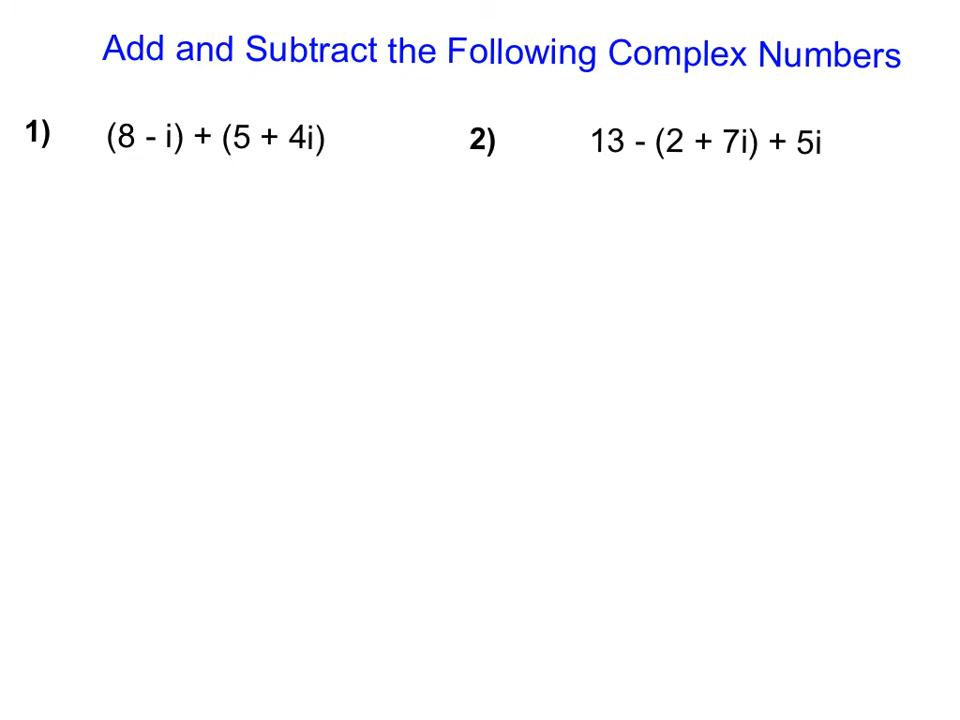 Add and Subtract the Following Complex Numbers
1) (8 - i) + (5 + 4i)
2) 13 - (2 + 7i) + 5i